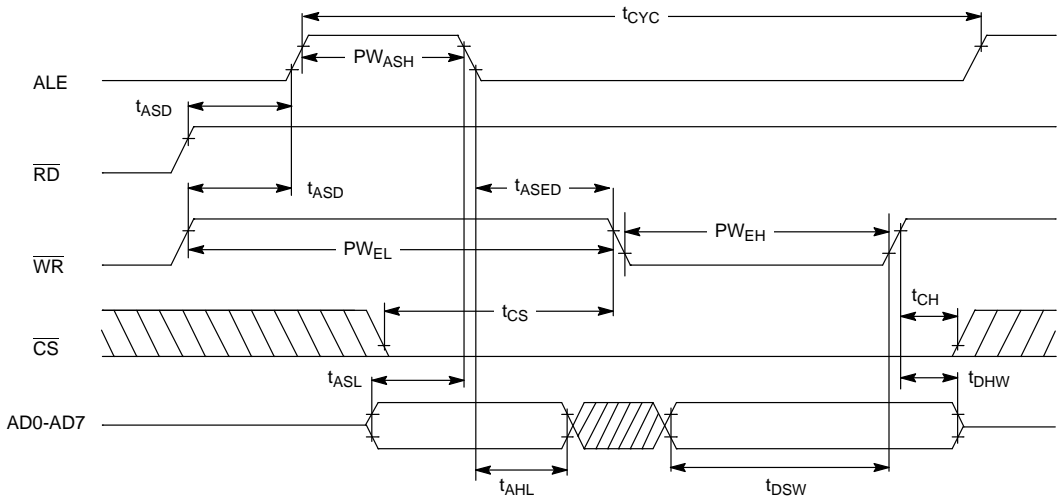 tCYC
PWASH
ALE
tASD
RD
tASD
tASED
PWEL
PWEH
WR
tCS
tCH
CS
tASL
tDHW
AD0-AD7
tAHL
tDSW